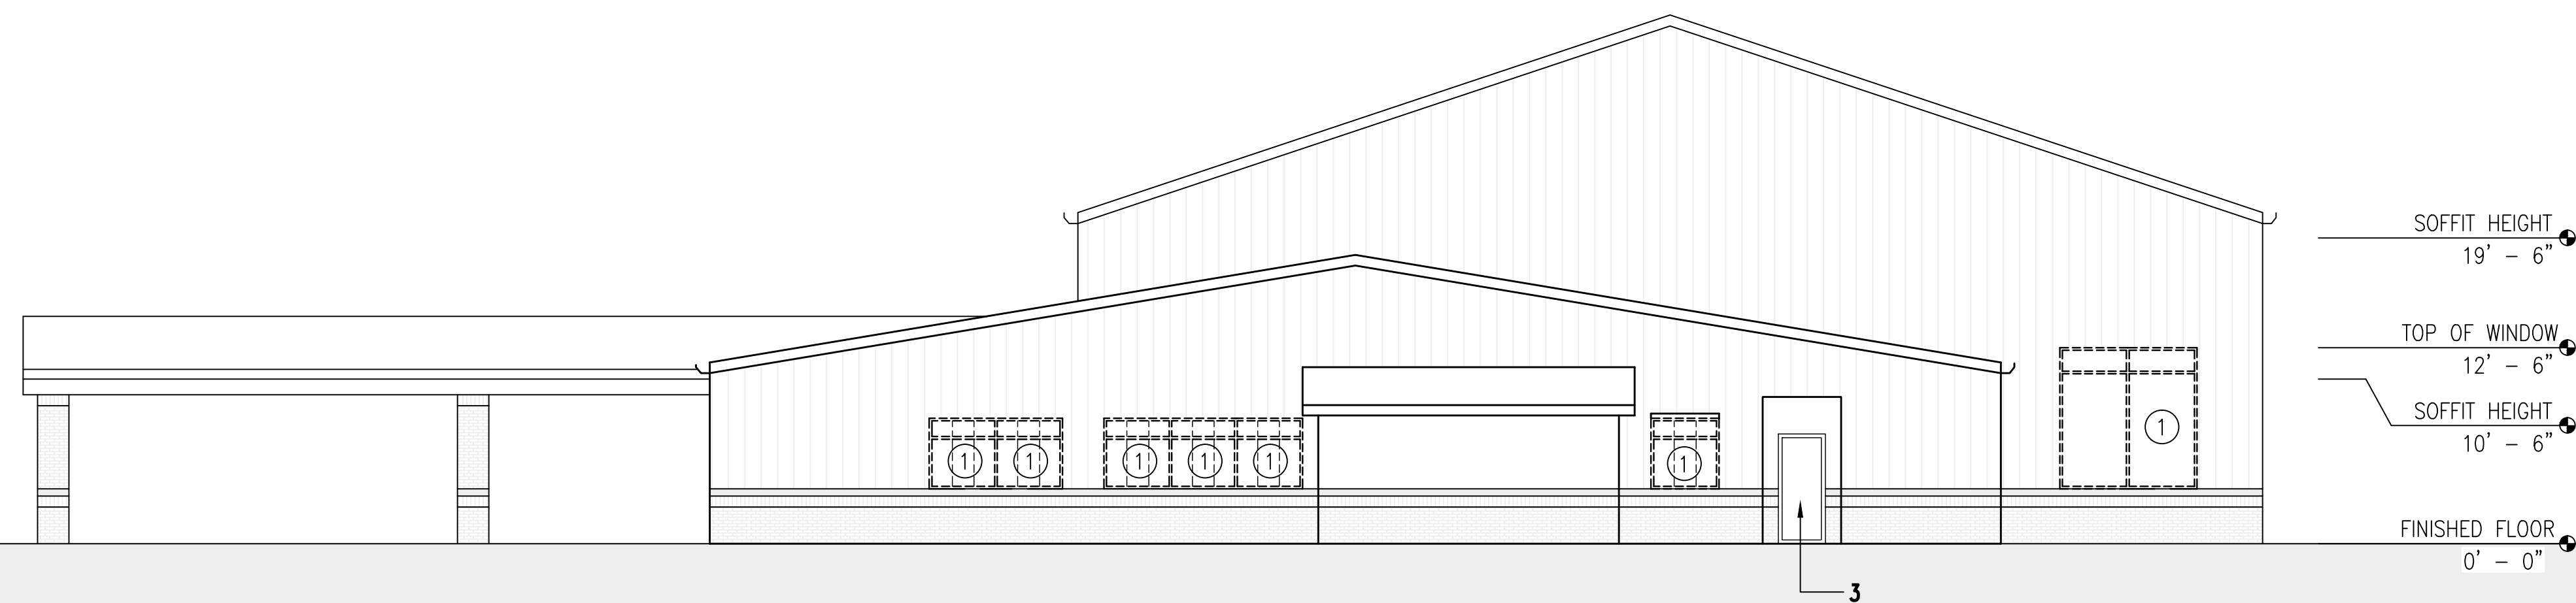 SOFFIT HEIGHT
19' - 6"
TOP OF WINDOW
12' - 6"
SOFFIT HEIGHT
10' - 6"
1 1 1 1 1 1 1
FINISHED FLOOR
0' - 0"
3